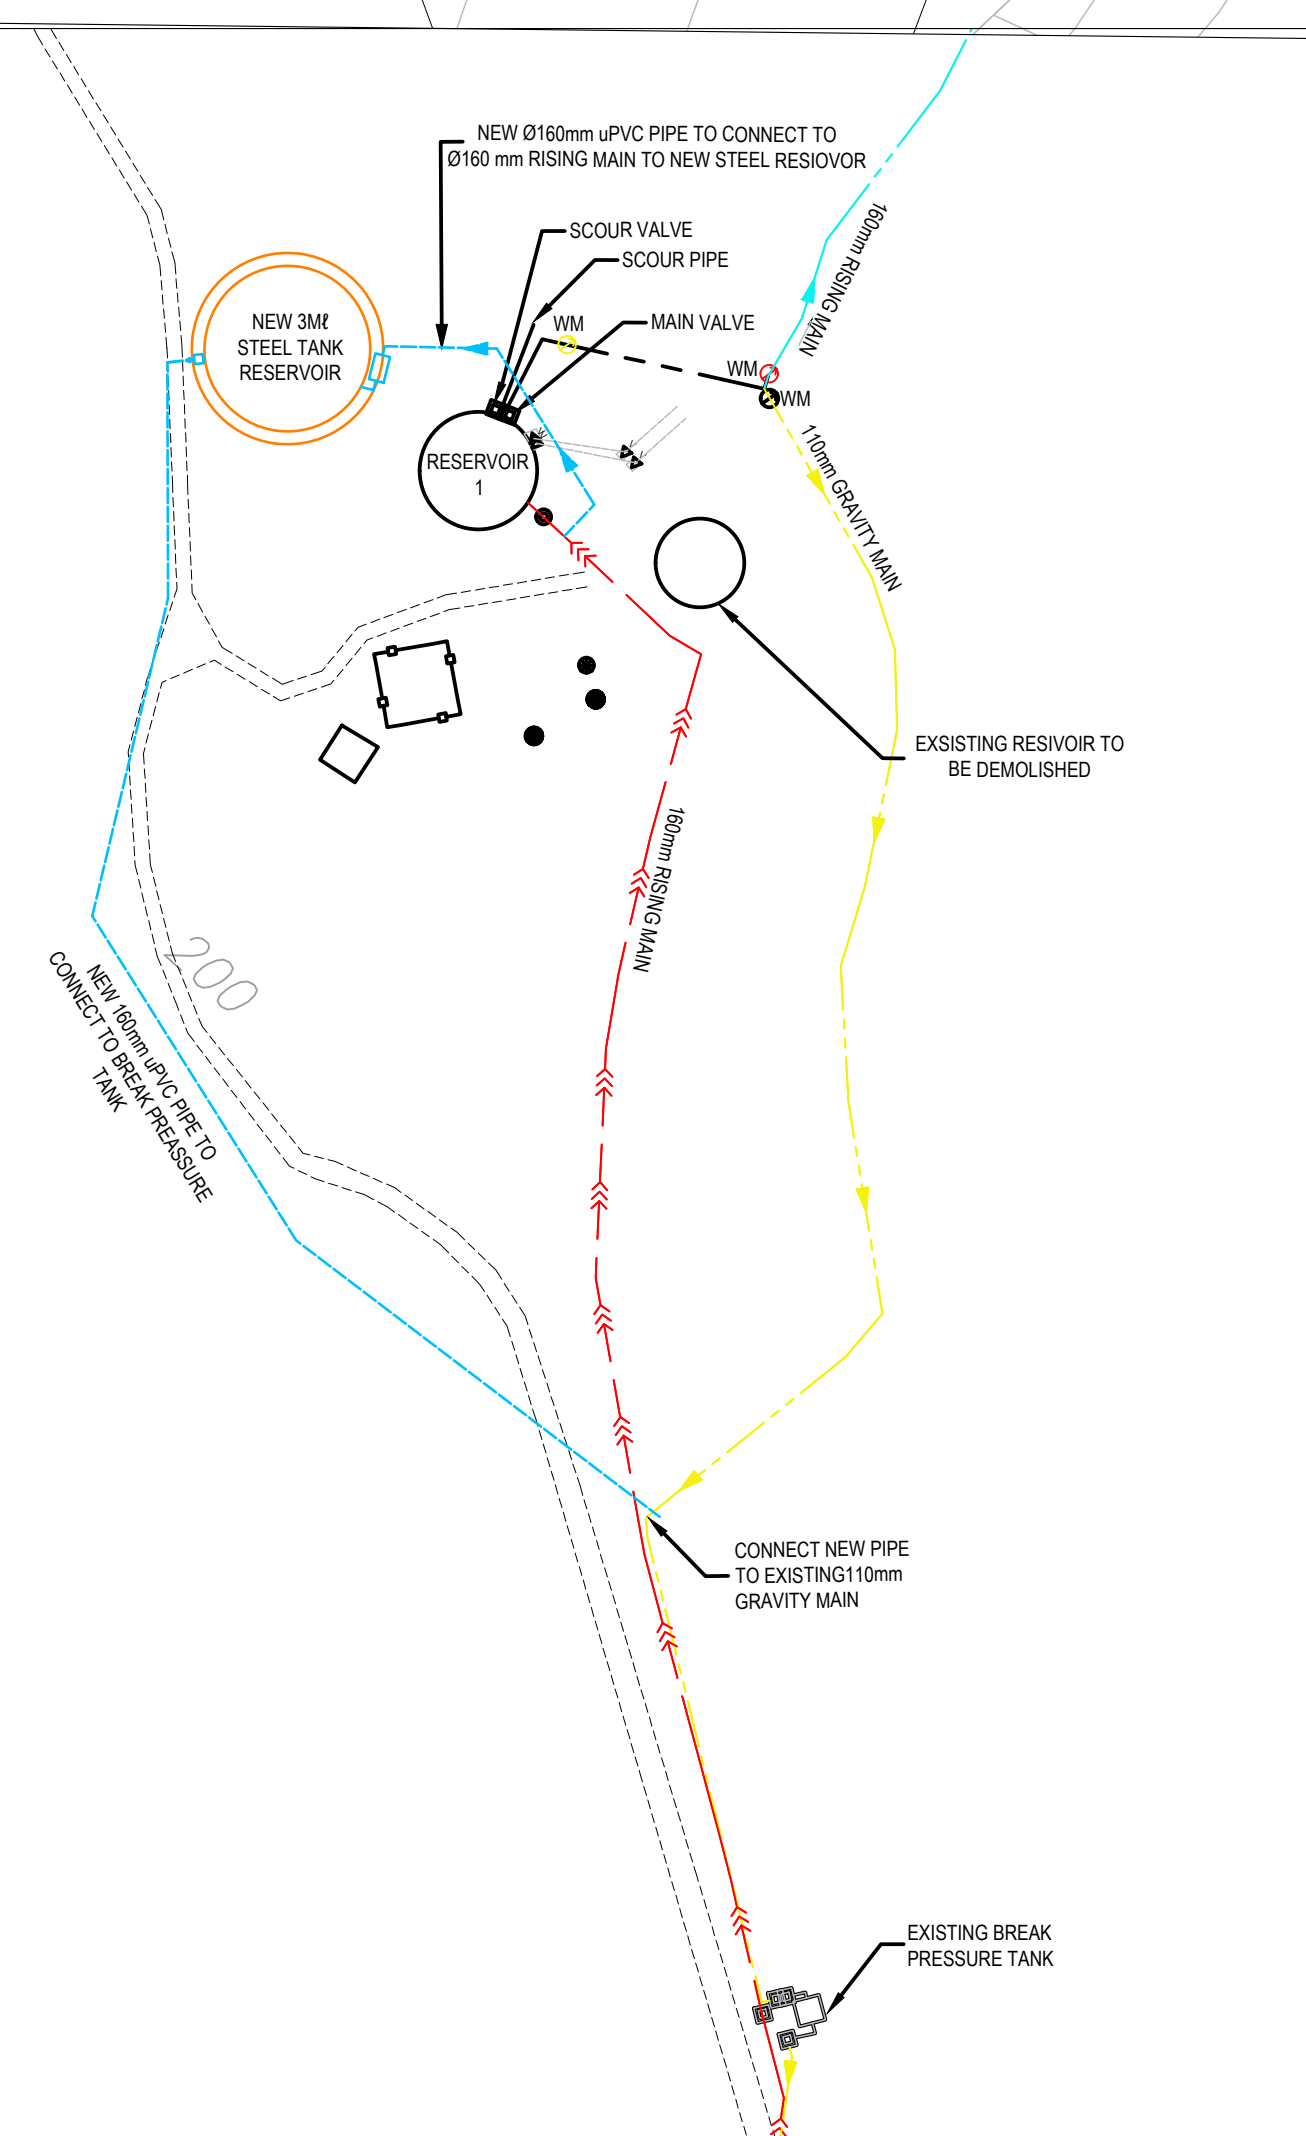 NEW Ø160mm uPVC PIPE TO CONNECT TO
Ø160 mm RISING MAIN TO NEW STEEL RESIOVOR
SCOUR VALVE
SCOUR PIPE
WM
MAIN VALVE
160mm RISING MAIN
NEW 3Mℓ
STEEL TANK
RESERVOIR
WM
WM
RESERVOIR
1
110mm GRAVITY MAIN
EXSISTING RESIVOIR TO
BE DEMOLISHED
160mm RISING MAIN
200
NEW 160mm uPVC PIPE TO
CONNECT TO BREAK PREASSURE
TANK
CONNECT NEW PIPE
TO EXISTING110mm
GRAVITY MAIN
EXISTING BREAK
PRESSURE TANK